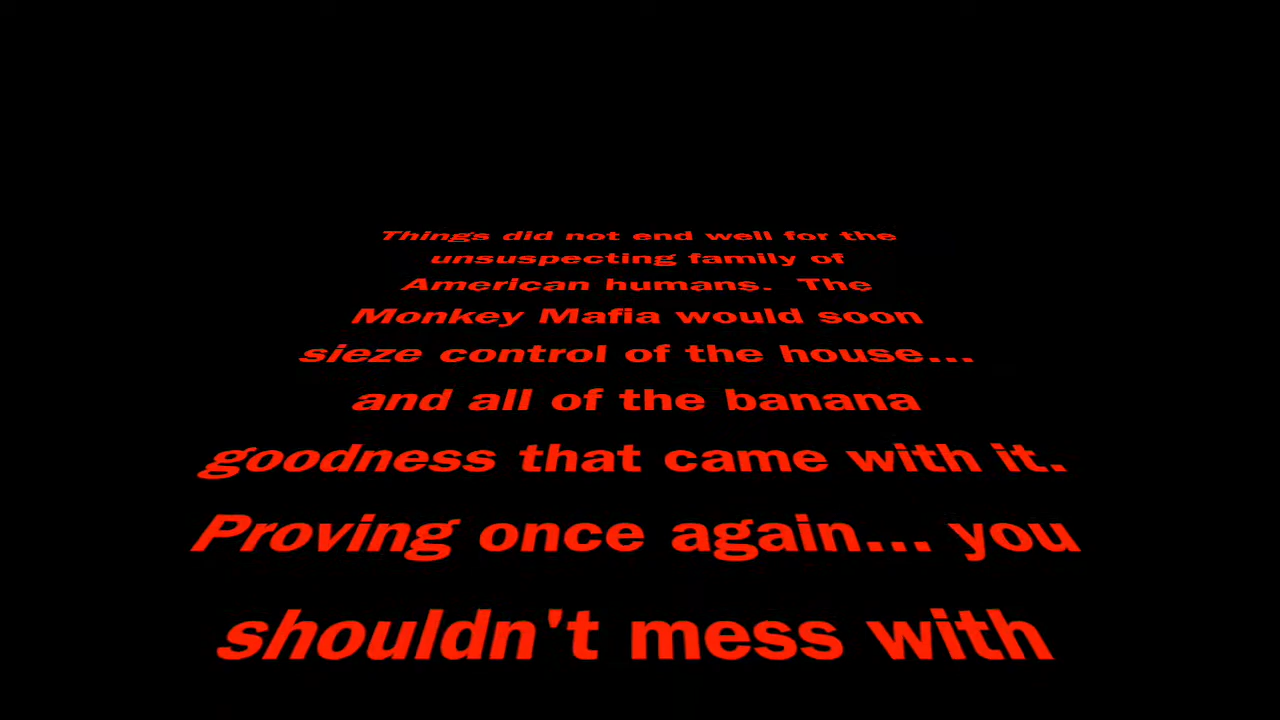 Things did not end well for the
unsuspecting family of
American humans.  The
Monkey Mafia would soon
sieze control of the house...
and all of the banana
goodness that came with it.
Proving once again... you
shouldn't mess with